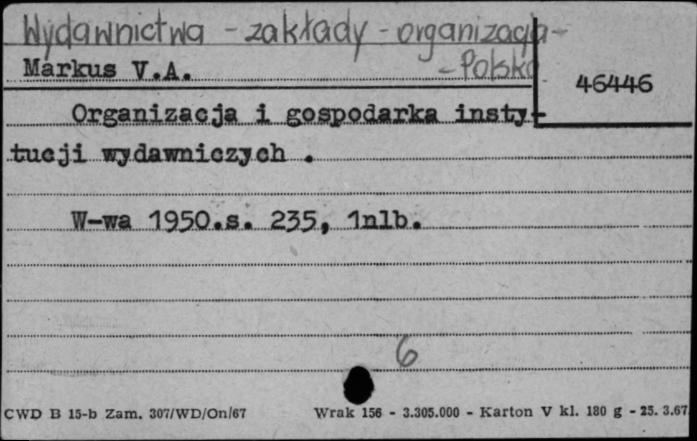 Wydawnictwa - zakłady - organizacja -
- Polska
Markus V.A.
46446
Organizacja i gospodarka insty-
tucji wydawniczych .
W-wa 1950.s. 235, 1nlb.
6
CWD B 15-b Zam. 307/WD/On/67 Wrak 156 - 3.305.000 - Karton V kl. 180 g - 25. 3.67